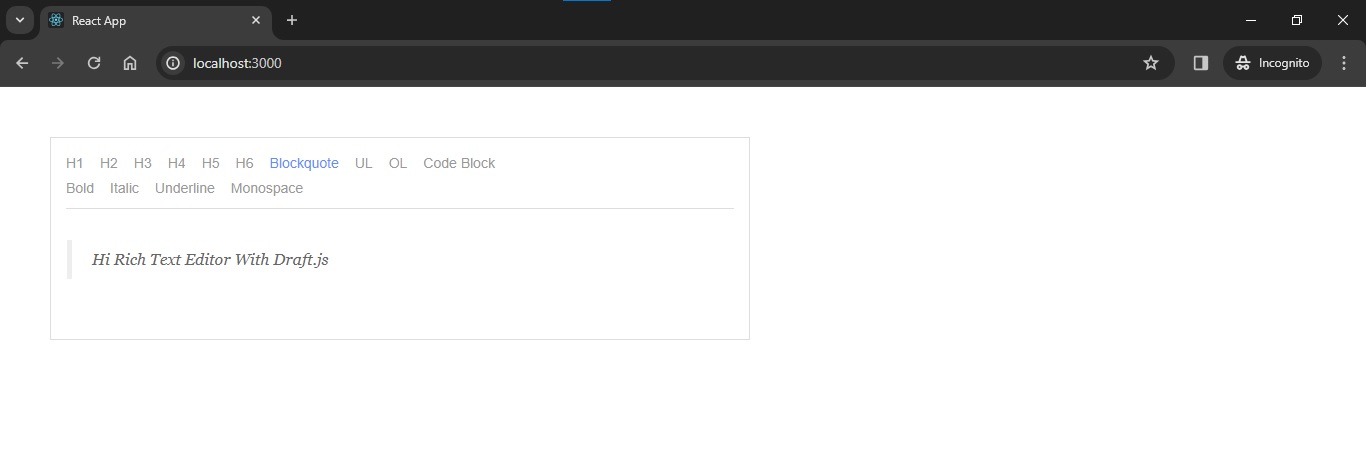 React App
localhost:3000
Incognito
H1 H2 H3 H4 H5 H6 Blockquote UL OL Code Block
Bold Italic Underline Monospace
Hi Rich Text Editor With Draft.js